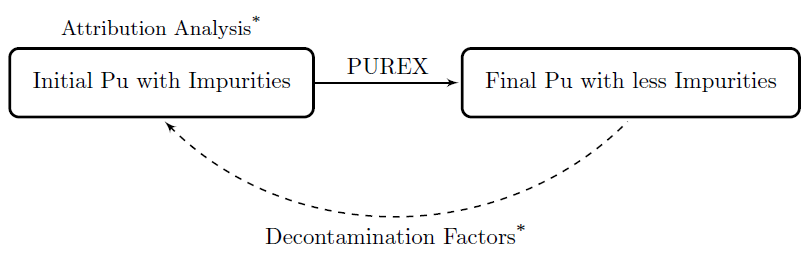 Attribution Analysis*
Initial Pu with Impurities
PUREX
Final Pu with less Impurities
Decontamination Factors*